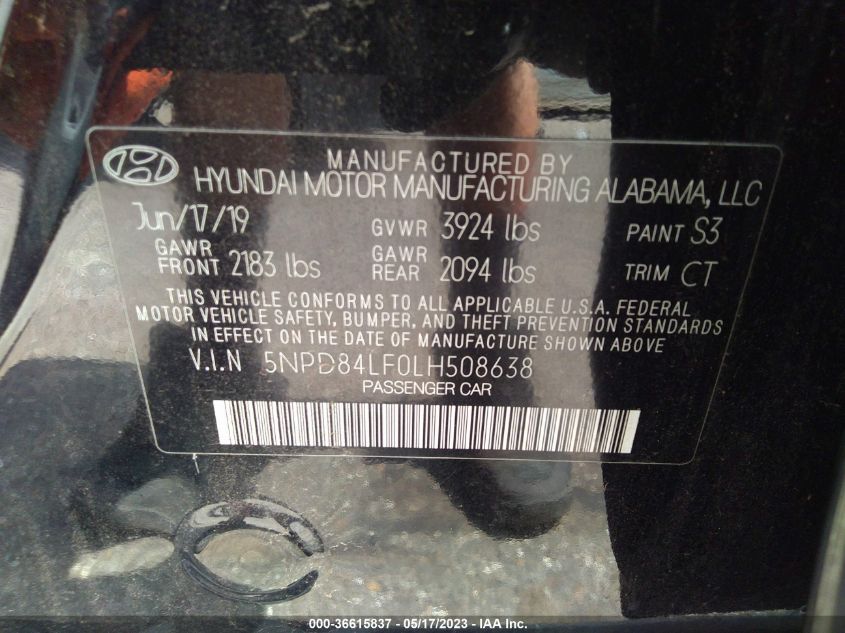 MANUFACTURED BY
HYUNDAI MOTOR MANUFACTURING ALABAMA, LLC
Jun/17/19 GVWR 3924 lbs PAINT S3
GAWR FRONT 2183 lbs GAWR REAR 2094 lbs TRIM CT
THIS VEHICLE CONFORMS TO ALL APPLICABLE U.S.A. FEDERAL
MOTOR VEHICLE SAFETY, BUMPER, AND THEFT PREVENTION STANDARDS
IN EFFECT ON THE DATE OF MANUFACTURE SHOWN ABOVE
V.I.N 5NPD84LF0LH508638
PASSENGER CAR
000-36615837 - 05/17/2023 - IAA Inc.